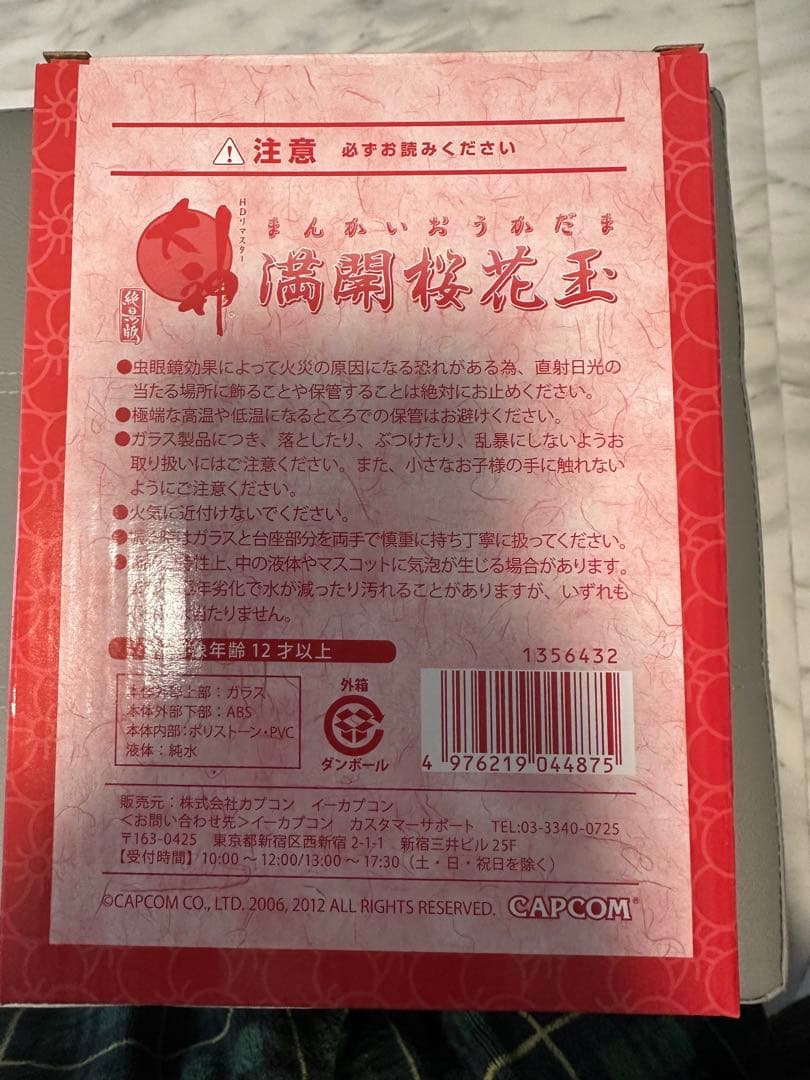 注意 必ずお読みください
HDリマスター
大神
絶景版
まんかいおうかだま
満開桜花玉
●虫眼鏡効果によって火災の原因になる恐れがある為、直射日光の
当たる場所に飾ることや保管することは絶対にお止めください。
●極端な高温や低温になるところでの保管はお避けください。
●ガラス製品につき、落としたり、ぶつけたり、乱暴にしないようお
取り扱いにはご注意ください。また、小さなお子様の手に触れない
ようにご注意ください。
●火気に近付けないでください。
時はガラスと台座部分を両手で慎重に持ち丁寧に扱ってください。
性上、中の液体やマスコットに気泡が生じる場合があります。
年劣化で水が減ったり汚れることがありますが、いずれも
当たりません。
対象年齢12才以上
1356432
本体外部上部：ガラス
本体外部下部：ABS
本体内部：ポリストーン・PVC
液体：純水
外箱
ダンボール
4 976219 044875
販売元：株式会社カプコン イーカプコン
＜お問い合わせ先＞イーカプコン カスタマーサポート TEL:03-3340-0725
〒163-0425 東京都新宿区西新宿 2-1-1 新宿三井ビル 25F
【受付時間】10:00～12:00/13:00～17:30（土・日・祝日を除く）
©CAPCOM CO., LTD. 2006, 2012 ALL RIGHTS RESERVED. CAPCOM®